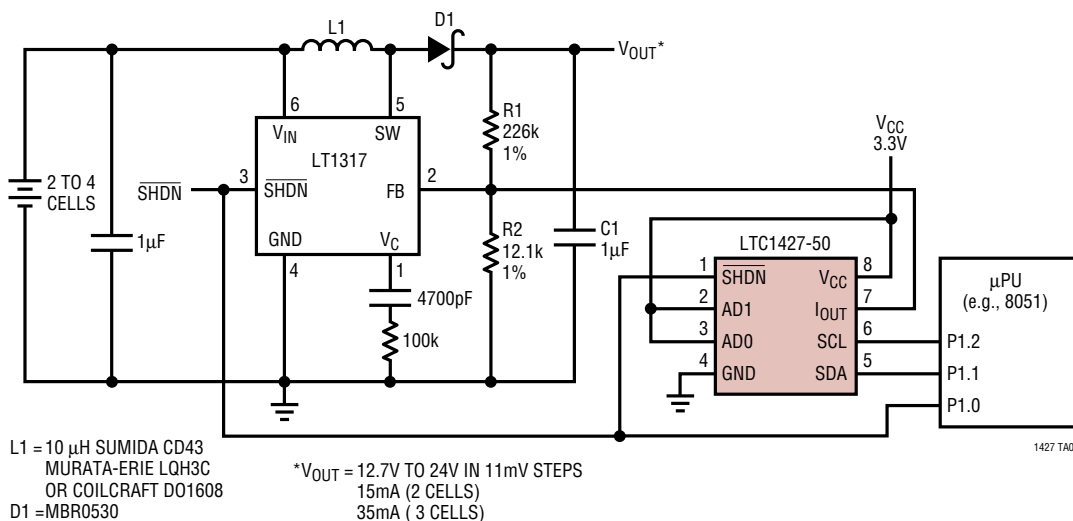 L1
D1
VOUT*
6
5
VIN
SW
LT1317
R1
226k
1%
VCC
3.3V
2 TO 4
CELLS
SHDN
3
SHDN
FB
2
1µF
GND
VC
4
1
R2
12.1k
1%
C1
1µF
4700pF
100k
LTC1427-50
1
SHDN
VCC
8
2
AD1
IOUT
7
3
AD0
SCL
6
4
GND
SDA
5
µPU
(e.g., 8051)
P1.2
P1.1
P1.0
L1 = 10 µH SUMIDA CD43
MURATA-ERIE LQH3C
OR COILCRAFT DO1608
D1 =MBR0530
*VOUT = 12.7V TO 24V IN 11mV STEPS
15mA (2 CELLS)
35mA ( 3 CELLS)
1427 TA0